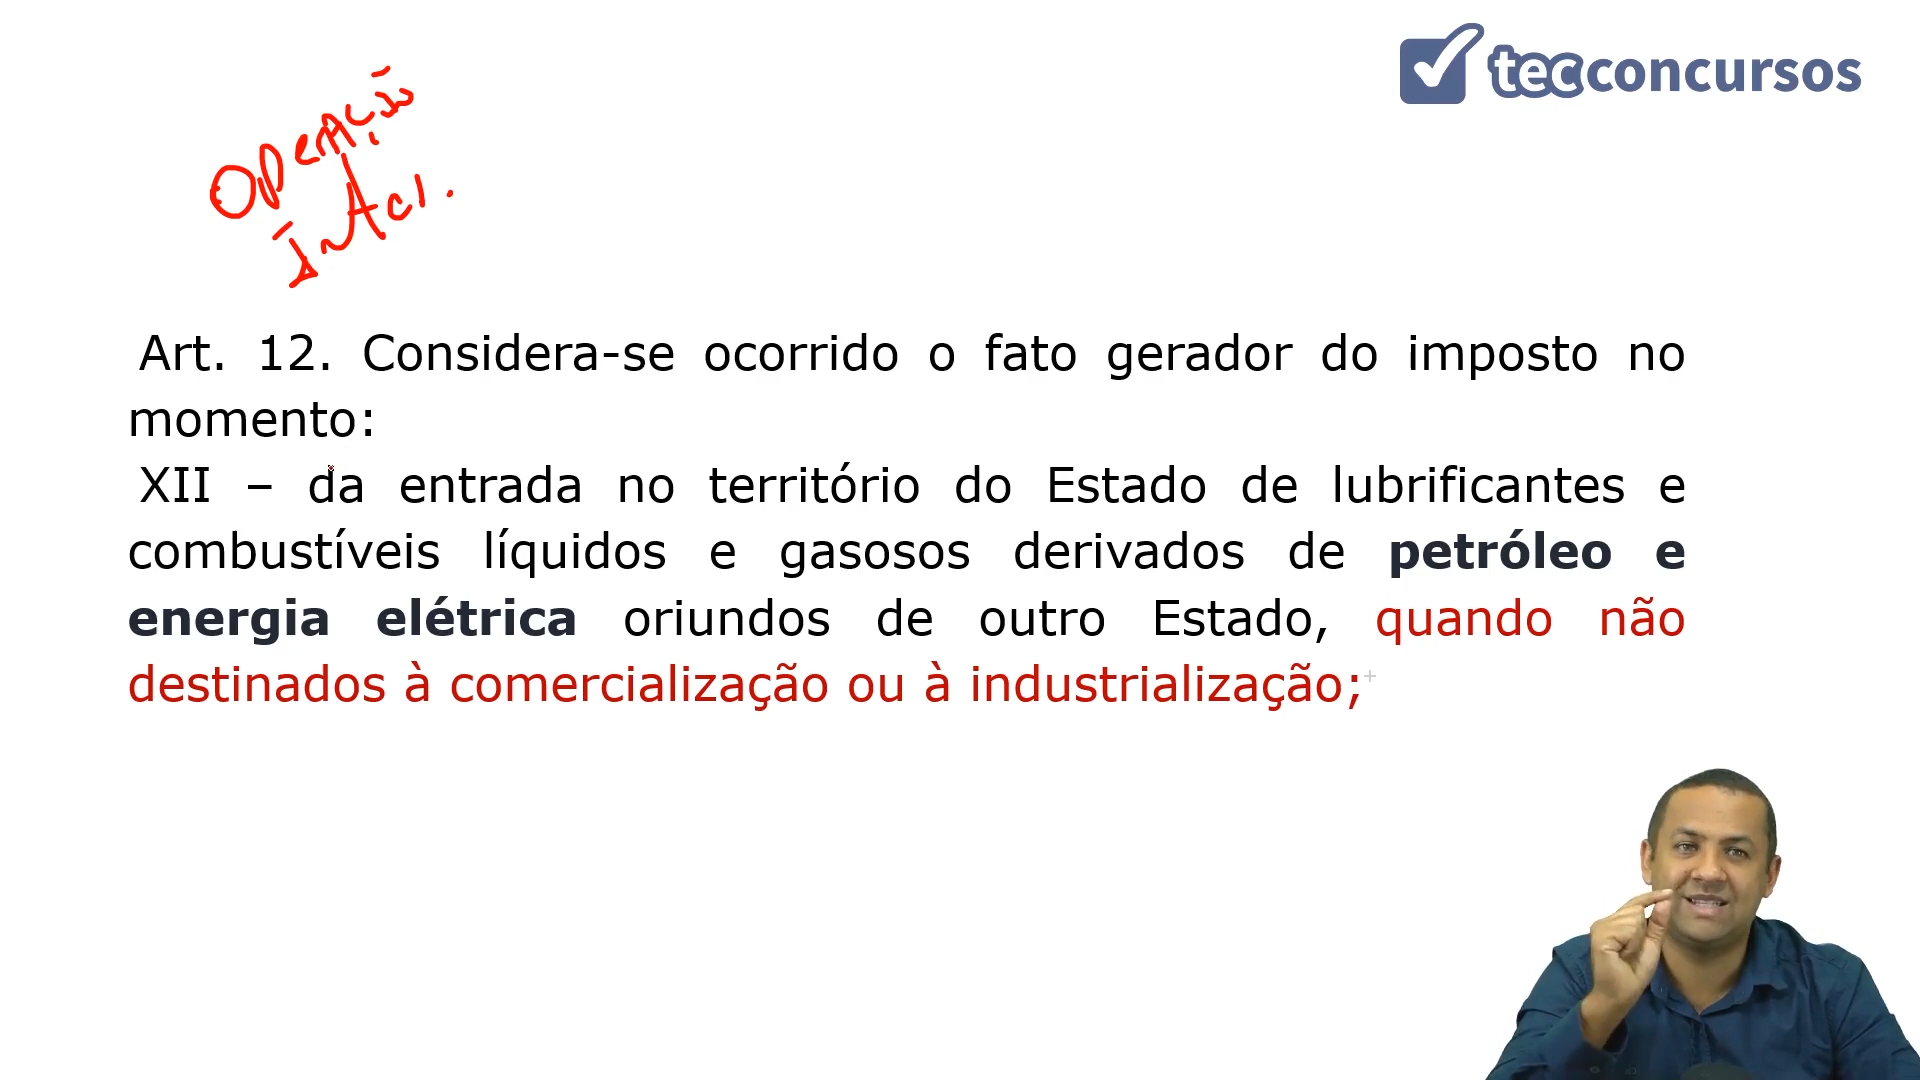 tecconcursos
Operação
Art. 12. Considera-se ocorrido o fato gerador do imposto no
momento:
XII – da entrada no território do Estado de lubrificantes e
combustíveis líquidos e gasosos derivados de petróleo e
energia elétrica oriundos de outro Estado, quando não
destinados à comercialização ou à industrialização;